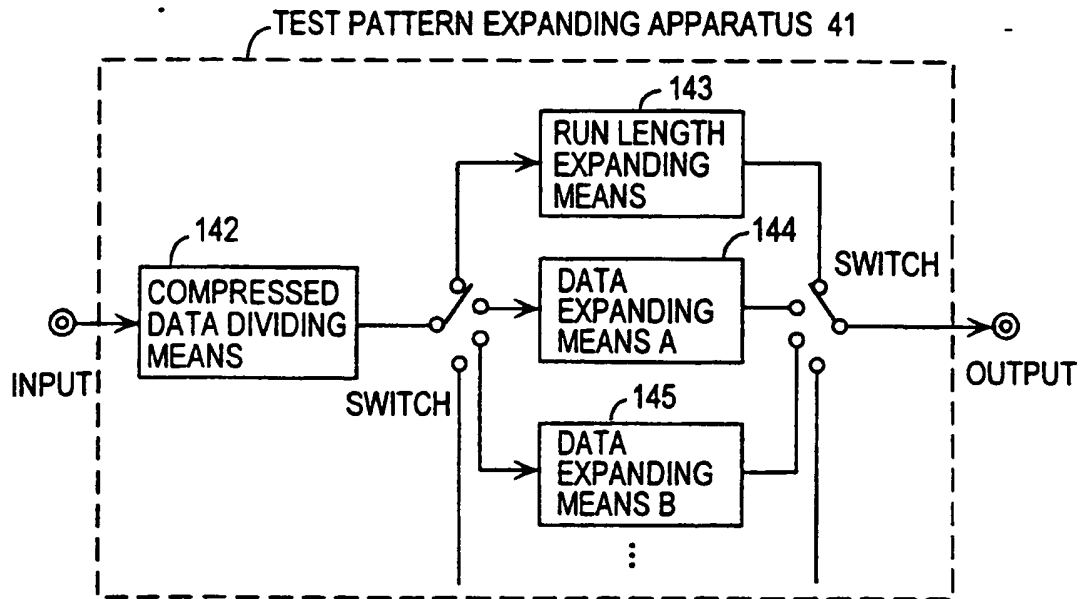 TEST PATTERN EXPANDING APPARATUS 41
143
RUN LENGTH
EXPANDING
MEANS
142
COMPRESSED
DATA DIVIDING
MEANS
144
DATA
EXPANDING
MEANS A
SWITCH
INPUT
SWITCH
OUTPUT
145
DATA
EXPANDING
MEANS B